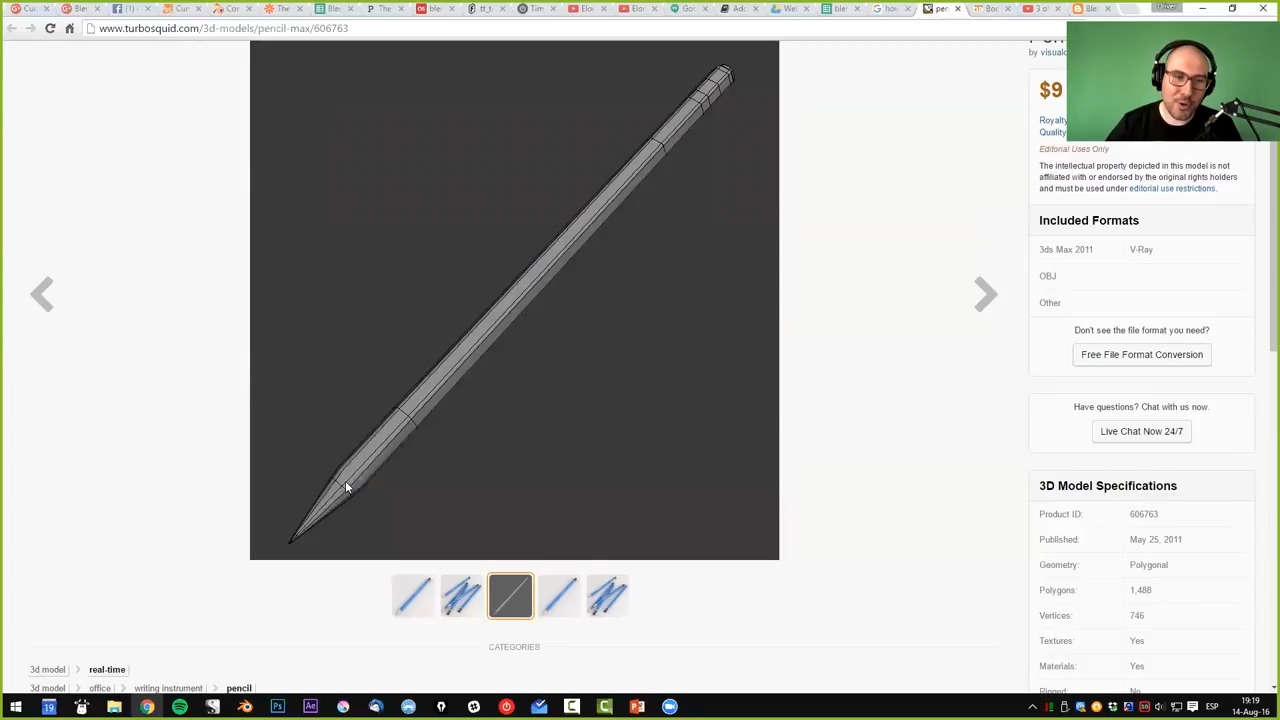 Oliver
www.turbosquid.com/3d-models/pencil-max/606763
$9
Editorial Uses Only
The intellectual property depicted in this model is not
affiliated with or endorsed by the original rights holders
and must be used under editorial use restrictions.
Included Formats
3ds Max 2011 V-Ray
OBJ
Other
Don't see the file format you need?
Free File Format Conversion
Have questions? Chat with us now.
Live Chat Now 24/7
3D Model Specifications
Product ID: 606763
Published: May 25, 2011
Geometry: Polygonal
Polygons: 1,488
Vertices: 746
Textures: Yes
Materials: Yes
CATEGORIES
3d model > real-time
3d model > office > writing instrument > pencil
ESP
19:19
14-Aug-16